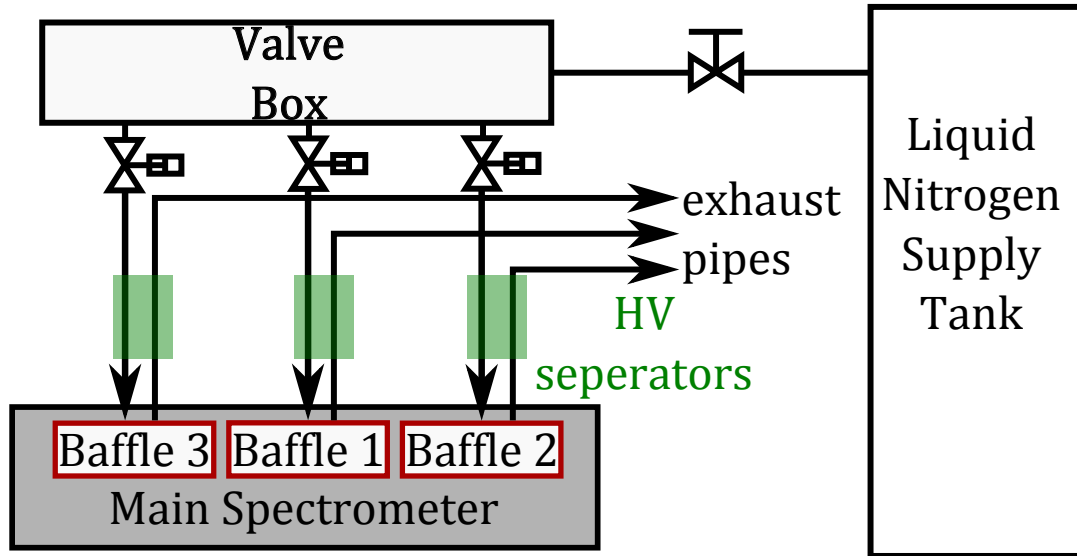 Valve
Box
Liquid
Nitrogen
Supply
Tank
exhaust
pipes
HV
seperators
Baffle 3
Baffle 1
Baffle 2
Main Spectrometer